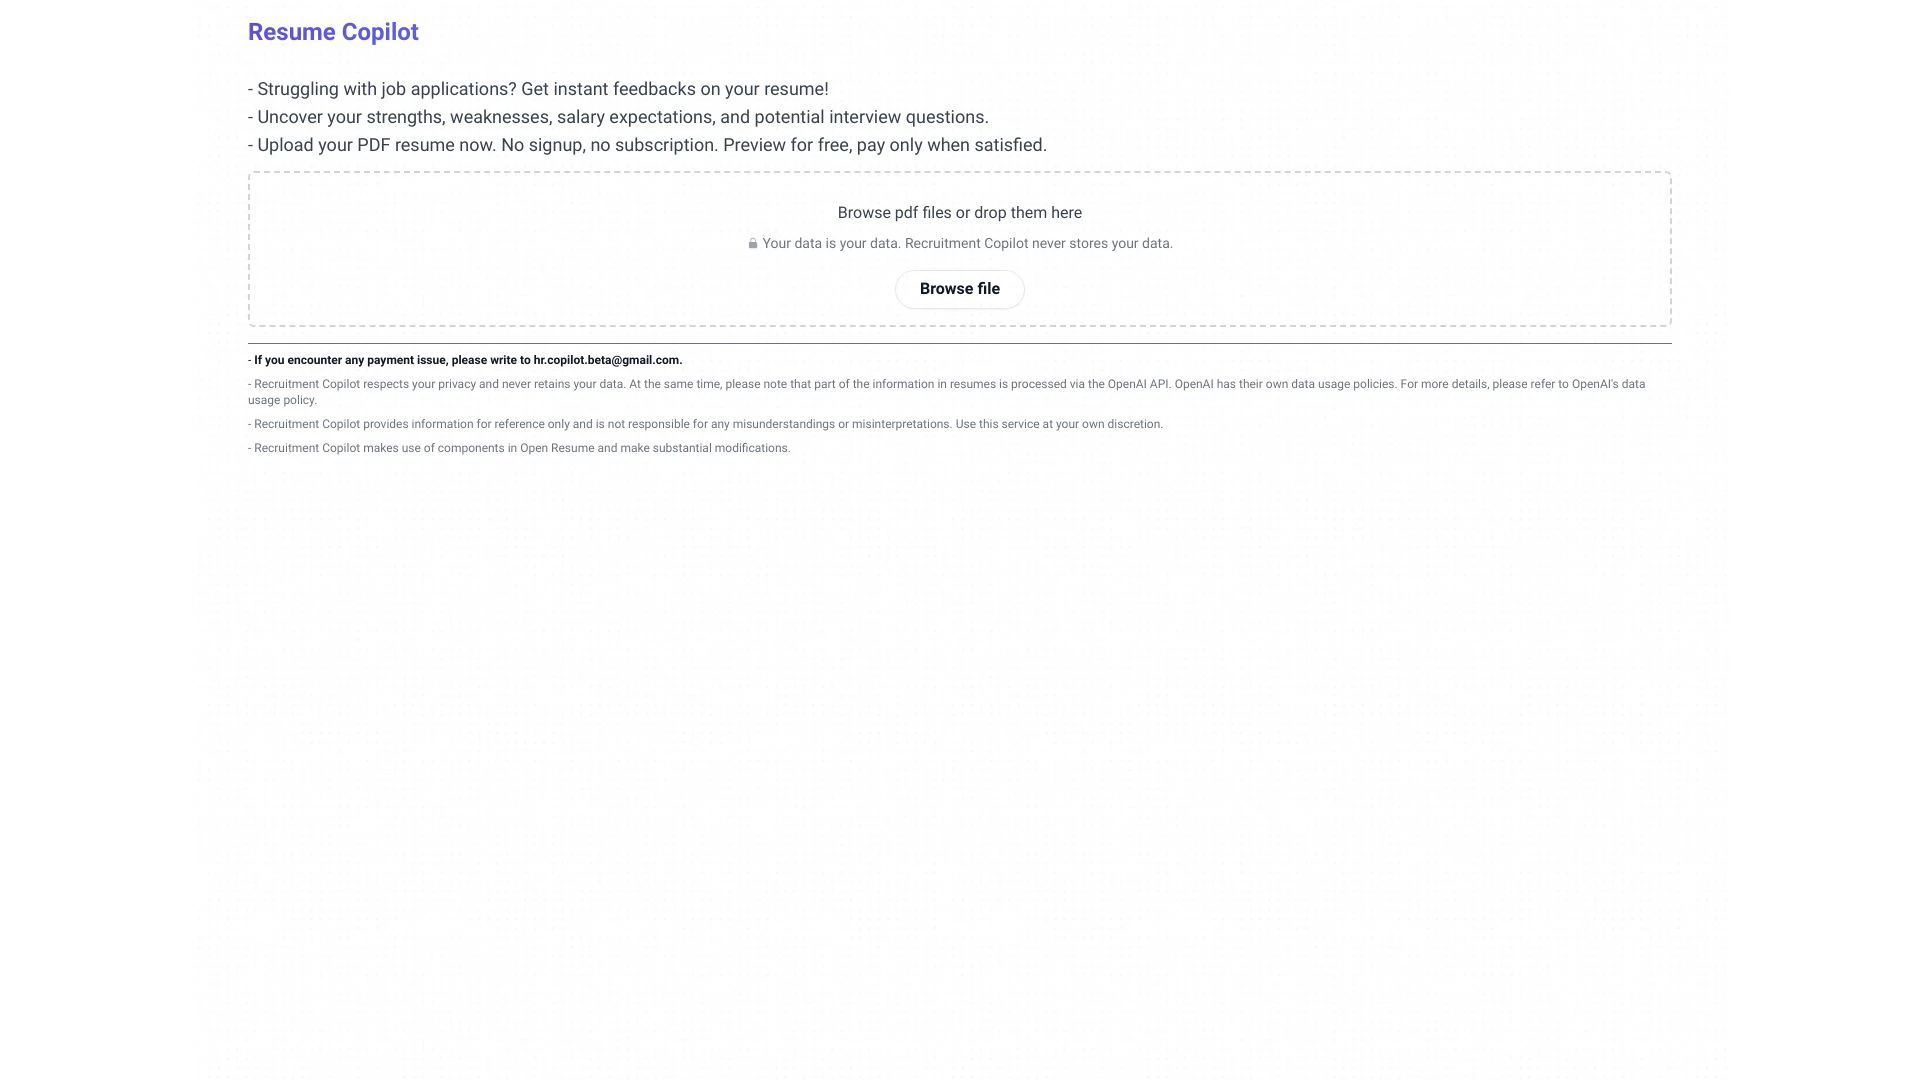 Resume Copilot
- Struggling with job applications? Get instant feedbacks on your resume!
- Uncover your strengths, weaknesses, salary expectations, and potential interview questions.
- Upload your PDF resume now. No signup, no subscription. Preview for free, pay only when satisfied.
Browse pdf files or drop them here
Your data is your data. Recruitment Copilot never stores your data.
Browse file
- If you encounter any payment issue, please write to hr.copilot.beta@gmail.com.
- Recruitment Copilot respects your privacy and never retains your data. At the same time, please note that part of the information in resumes is processed via the OpenAI API. OpenAI has their own data usage policies. For more details, please refer to OpenAI's data
usage policy.
- Recruitment Copilot provides information for reference only and is not responsible for any misunderstandings or misinterpretations. Use this service at your own discretion.
- Recruitment Copilot makes use of components in Open Resume and make substantial modifications.